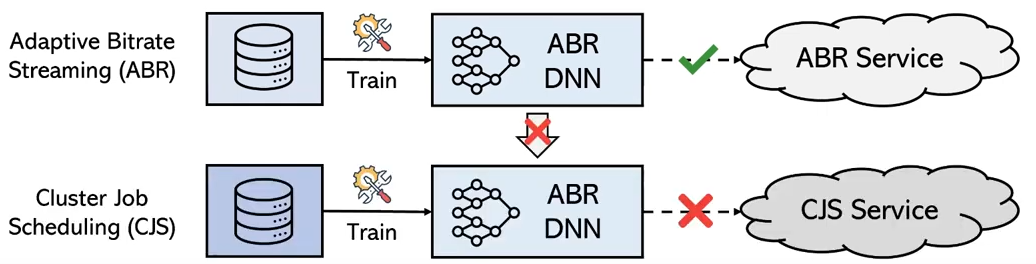 Adaptive Bitrate
Streaming (ABR)
Train
ABR
DNN
ABR Service
Cluster Job
Scheduling (CJS)
Train
ABR
DNN
CJS Service